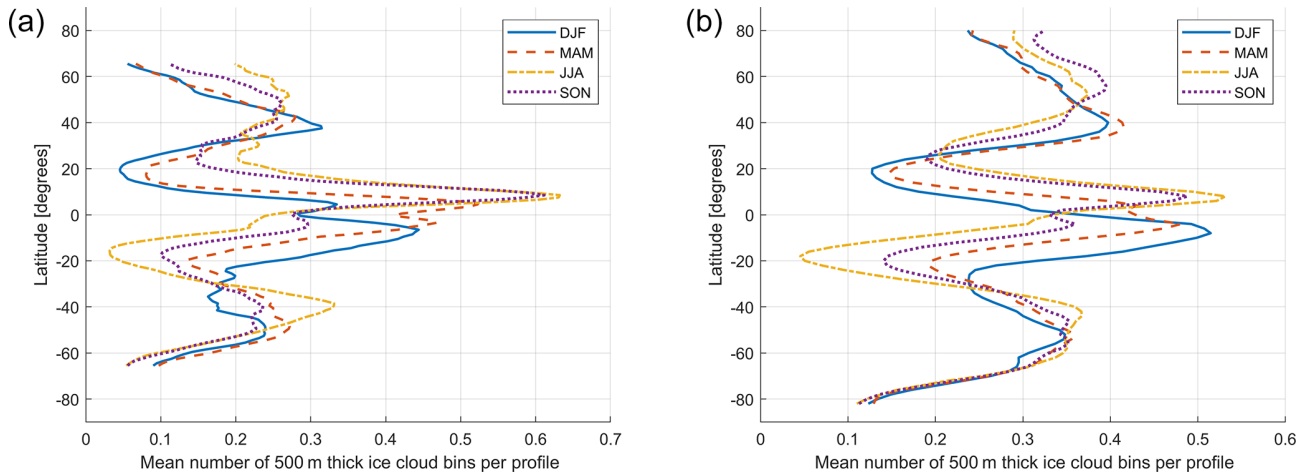 (a)
80
60
40
20
0
-20
-40
-60
-80
Latitude [degrees]
0 0.1 0.2 0.3 0.4 0.5 0.6 0.7
Mean number of 500 m thick ice cloud bins per profile
DJF
MAM
JJA
SON
(b)
80
60
40
20
0
-20
-40
-60
-80
Latitude [degrees]
0 0.1 0.2 0.3 0.4 0.5 0.6
Mean number of 500 m thick ice cloud bins per profile
DJF
MAM
JJA
SON